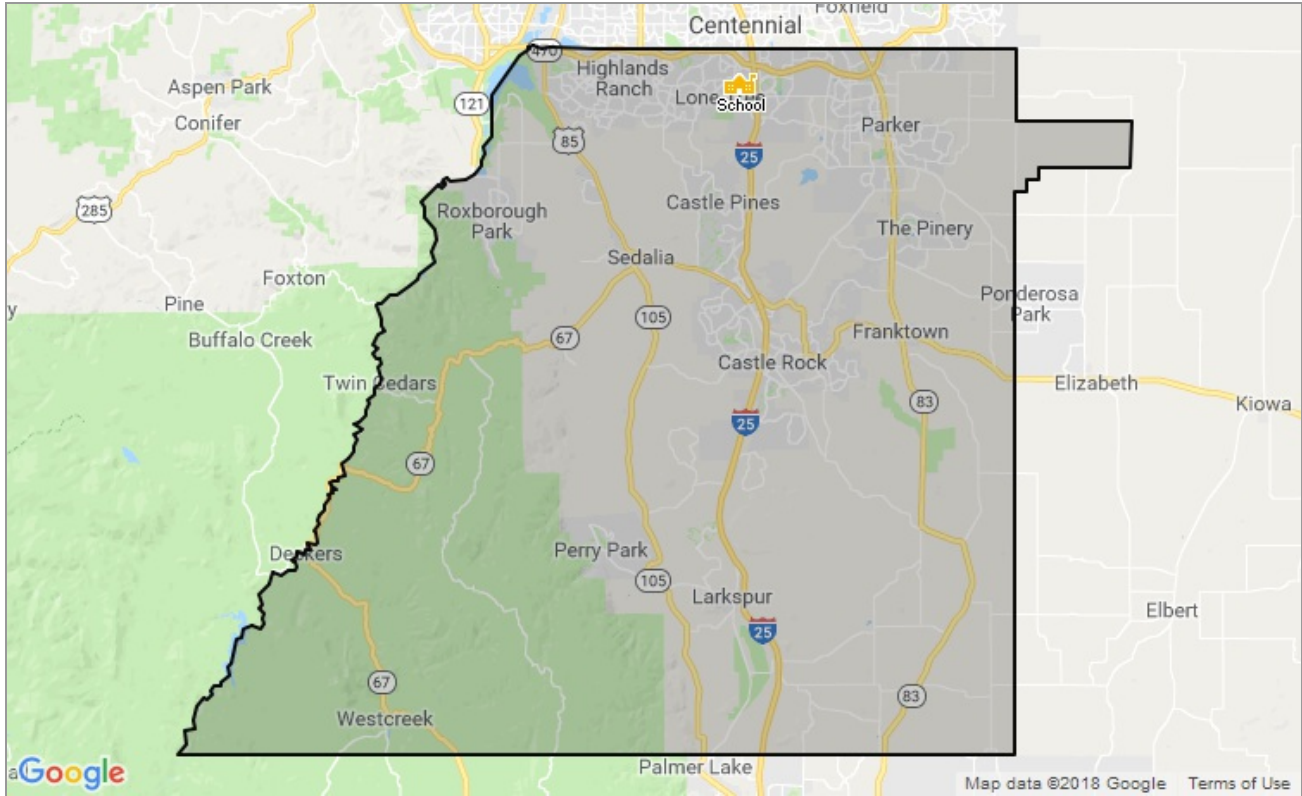 Foxfield
Centennial
470
Highlands
Ranch
Aspen Park
Conifer
121
Lone Tree
School
85
Parker
25
285
Roxborough
Park
Castle Pines
The Pinery
Sedalia
Foxton
Pine
y
Ponderosa
Park
105
67
Buffalo Creek
Franktown
Castle Rock
Twin Cedars
Elizabeth
83
Kiowa
25
67
Deckers
Perry Park
105
Larkspur
Elbert
25
67
83
Westcreek
Palmer Lake
a
Google
Map data ©2018 Google
Terms of Use